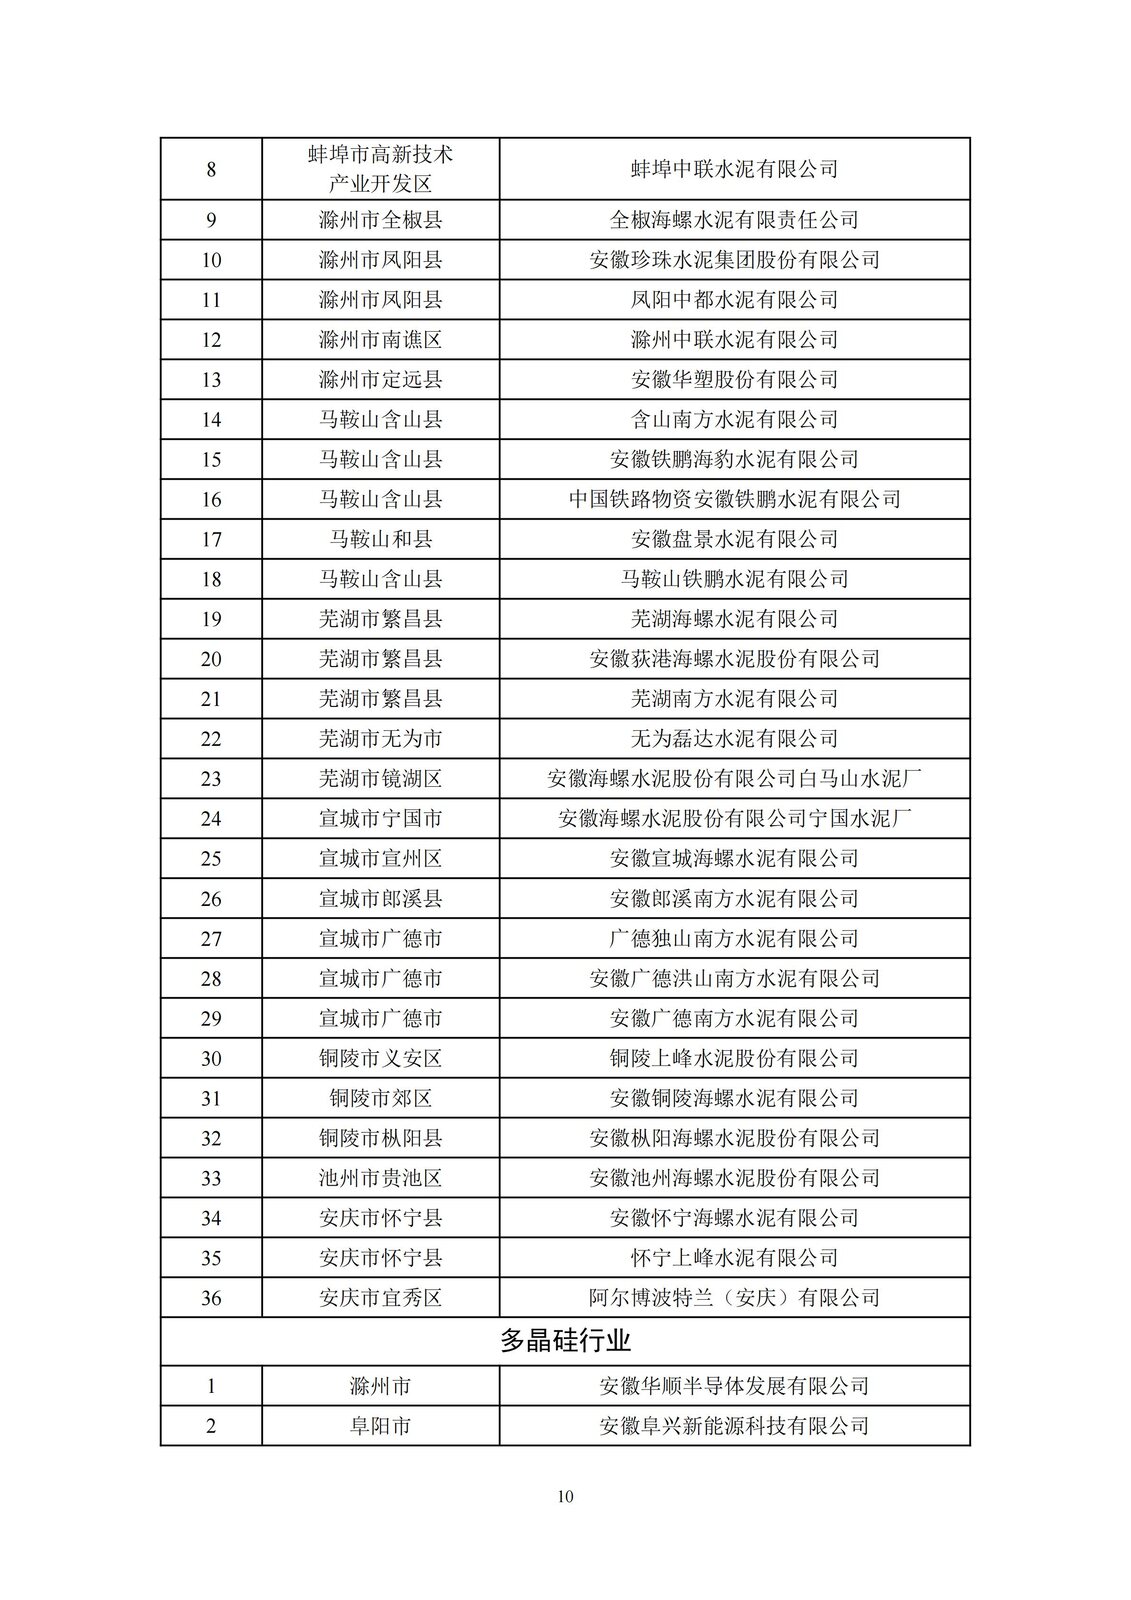 8 蚌埠市高新技术 蚌埠中联水泥有限公司
产业开发区
9 滁州市全椒县 全椒海螺水泥有限责任公司
10 滁州市凤阳县 安徽珍珠水泥集团股份有限公司
11 滁州市凤阳县 凤阳中都水泥有限公司
12 滁州市南谯区 滁州中联水泥有限公司
13 滁州市定远县 安徽华塑股份有限公司
14 马鞍山含山县 含山南方水泥有限公司
15 马鞍山含山县 安徽铁鹏海豹水泥有限公司
16 马鞍山含山县 中国铁路物资安徽铁鹏水泥有限公司
17 马鞍山和县 安徽盘景水泥有限公司
18 马鞍山含山县 马鞍山铁鹏水泥有限公司
19 芜湖市繁昌县 芜湖海螺水泥有限公司
20 芜湖市繁昌县 安徽荻港海螺水泥股份有限公司
21 芜湖市繁昌县 芜湖南方水泥有限公司
22 芜湖市无为市 无为磊达水泥有限公司
23 芜湖市镜湖区 安徽海螺水泥股份有限公司白马山水泥厂
24 宣城市宁国市 安徽海螺水泥股份有限公司宁国水泥厂
25 宣城市宣州区 安徽宣城海螺水泥有限公司
26 宣城市郎溪县 安徽郎溪南方水泥有限公司
27 宣城市广德市 广德独山南方水泥有限公司
28 宣城市广德市 安徽广德洪山南方水泥有限公司
29 宣城市广德市 安徽广德南方水泥有限公司
30 铜陵市义安区 铜陵上峰水泥股份有限公司
31 铜陵市郊区 安徽铜陵海螺水泥有限公司
32 铜陵市枞阳县 安徽枞阳海螺水泥股份有限公司
33 池州市贵池区 安徽池州海螺水泥股份有限公司
34 安庆市怀宁县 安徽怀宁海螺水泥有限公司
35 安庆市怀宁县 怀宁上峰水泥有限公司
36 安庆市宜秀区 阿尔博波特兰（安庆）有限公司
多晶硅行业
1 滁州市 安徽华顺半导体发展有限公司
2 阜阳市 安徽阜兴新能源科技有限公司
10